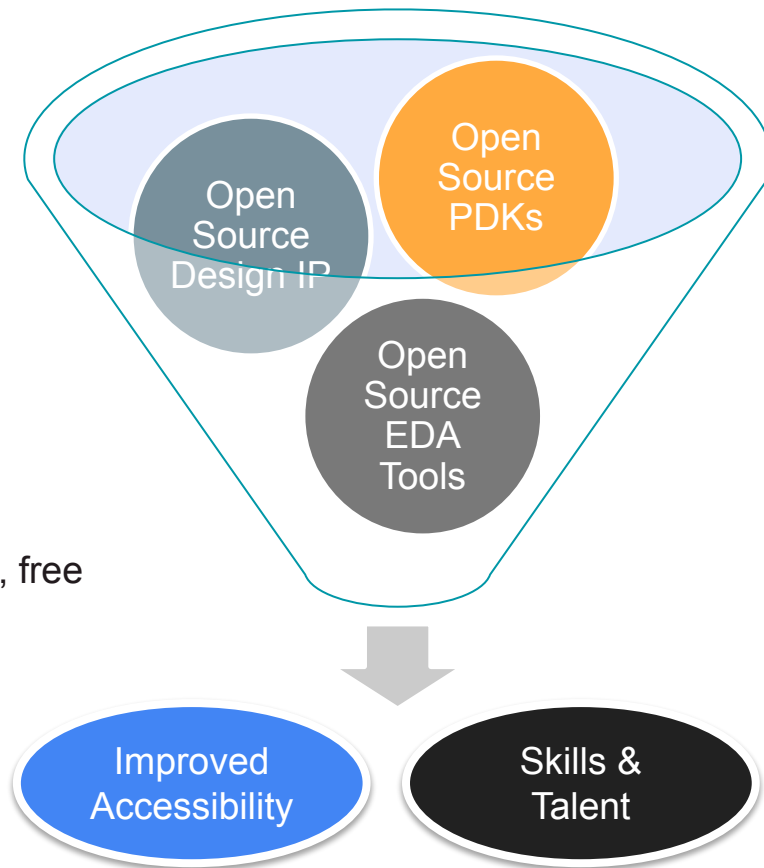 Open
Source
PDKs
Open
Source
Design IP
Open
Source
EDA
Tools
, free
Improved
Accessibility
Skills &
Talent